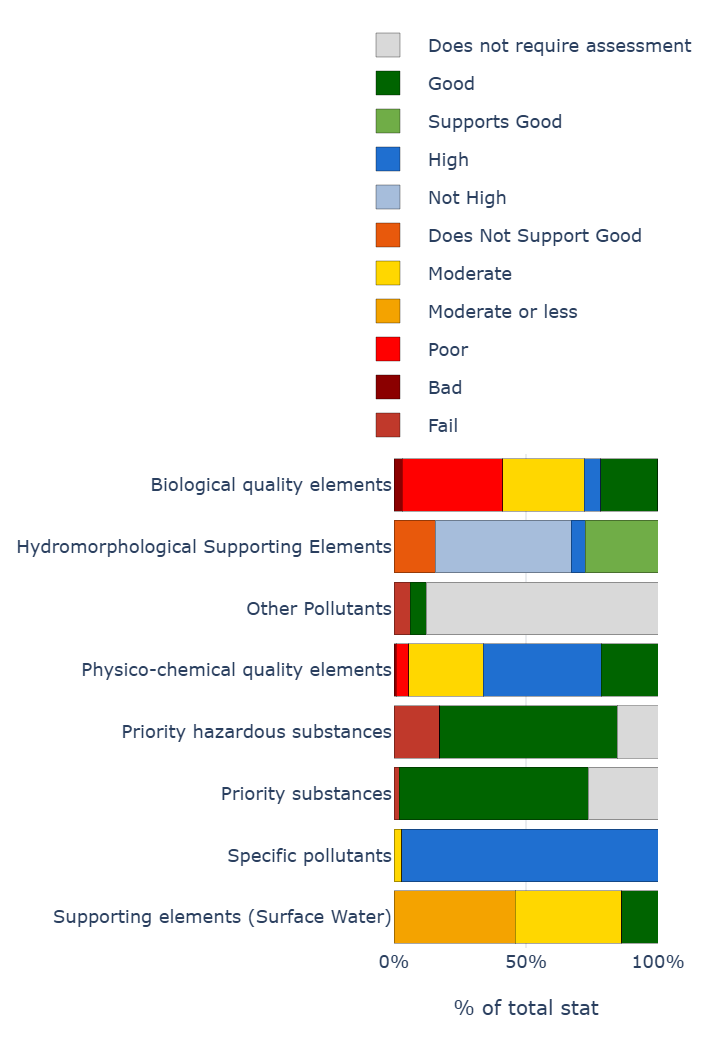 Does not require assessment
Good
Supports Good
High
Not High
Does Not Support Good
Moderate
Moderate or less
Poor
Bad
Fail
Biological quality elements
Hydromorphological Supporting Elements
Other Pollutants
Physico-chemical quality elements
Priority hazardous substances
Priority substances
Specific pollutants
Supporting elements (Surface Water)
0% 50% 100%
% of total stat